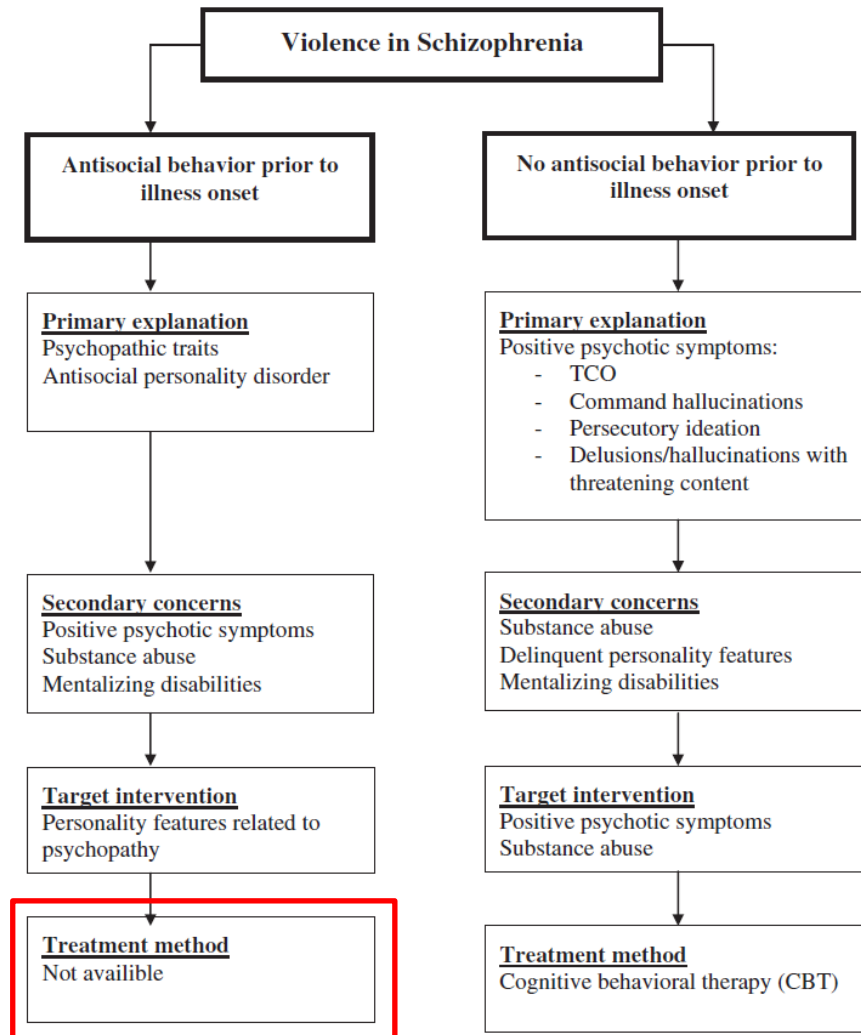 Violence in Schizophrenia
Antisocial behavior prior to
illness onset
No antisocial behavior prior to
illness onset
Primary explanation
Psychopathic traits
Antisocial personality disorder
Primary explanation
Positive psychotic symptoms:
- TCO
- Command hallucinations
- Persecutory ideation
- Delusions/hallucinations with
threatening content
Secondary concerns
Positive psychotic symptoms
Substance abuse
Mentalizing disabilities
Secondary concerns
Substance abuse
Delinquent personality features
Mentalizing disabilities
Target intervention
Personality features related to
psychopathy
Target intervention
Positive psychotic symptoms
Substance abuse
Treatment method
Not availible
Treatment method
Cognitive behavioral therapy (CBT)